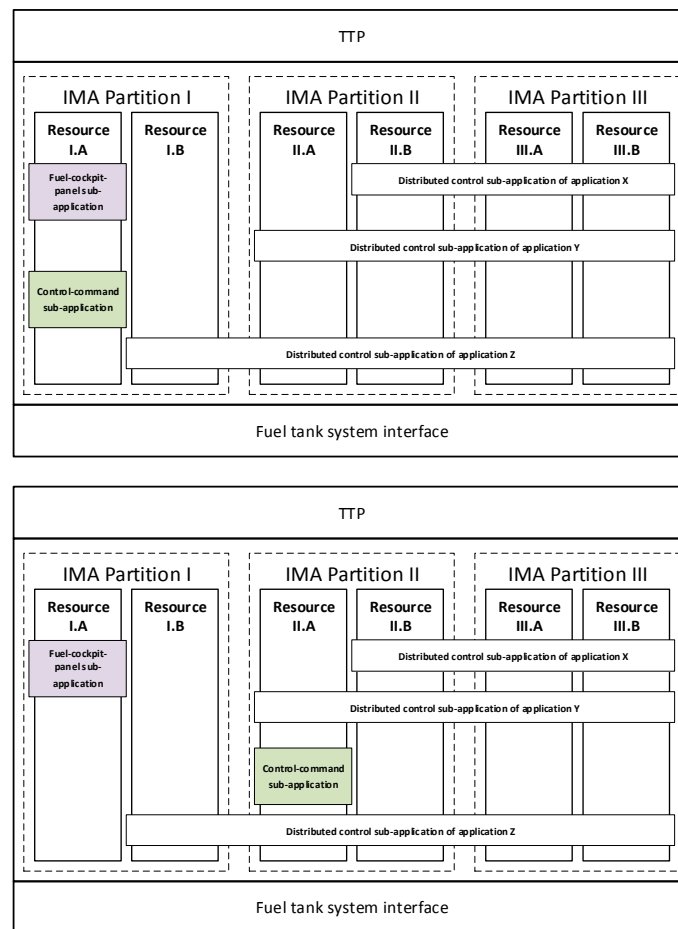 TTP
IMA Partition I
IMA Partition II
IMA Partition III
Resource
I.A
Resource
I.B
Resource
II.A
Resource
II.B
Resource
III.A
Resource
III.B
Fuel-cockpit-
panel sub-
application
Distributed control sub-application of application X
Distributed control sub-application of application Y
Control-command
sub-application
Distributed control sub-application of application Z
Fuel tank system interface
TTP
IMA Partition I
IMA Partition II
IMA Partition III
Resource
I.A
Resource
I.B
Resource
II.A
Resource
II.B
Resource
III.A
Resource
III.B
Fuel-cockpit-
panel sub-
application
Distributed control sub-application of application X
Distributed control sub-application of application Y
Control-command
sub-application
Distributed control sub-application of application Z
Fuel tank system interface